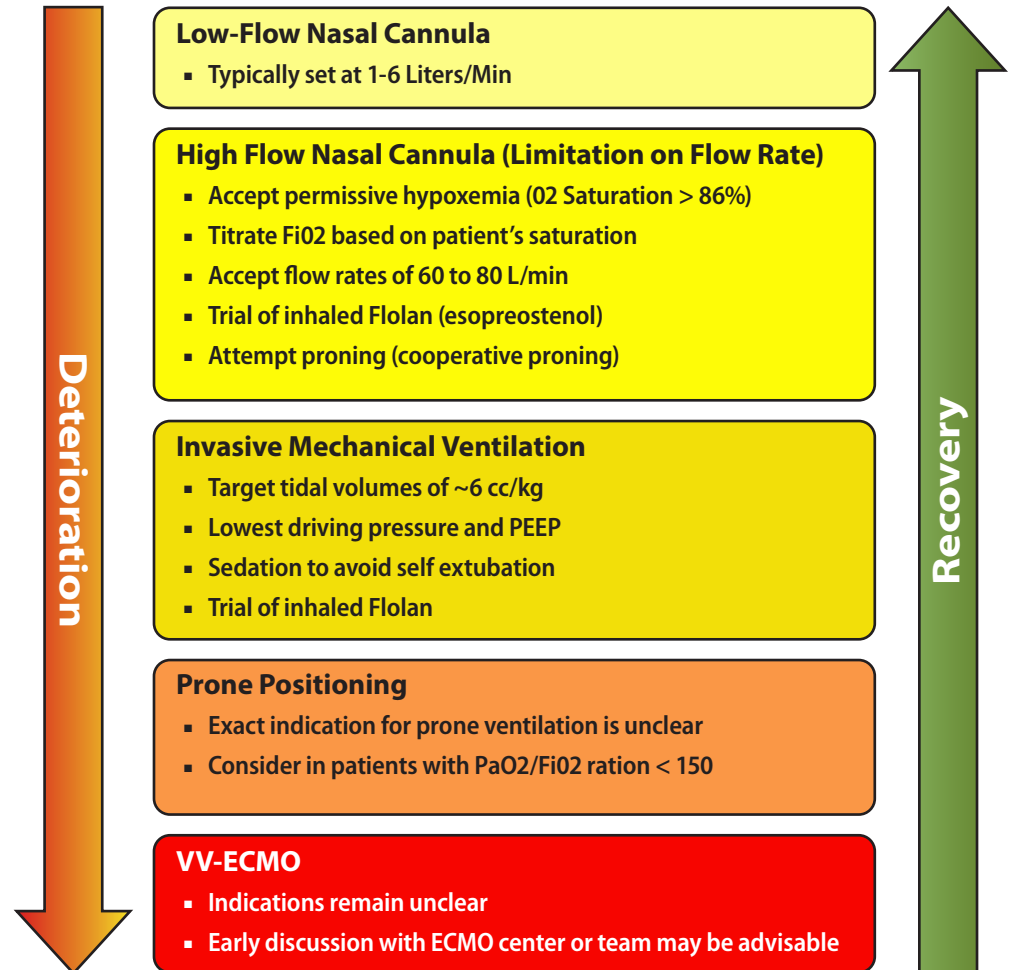 Low-Flow Nasal Cannula
▪ Typically set at 1-6 Liters/Min
High Flow Nasal Cannula (Limitation on Flow Rate)
▪ Accept permissive hypoxemia (02 Saturation > 86%)
▪ Titrate Fi02 based on patient's saturation
▪ Accept flow rates of 60 to 80 L/min
▪ Trial of inhaled Flolan (esopreostenol)
▪ Attempt proning (cooperative proning)
Invasive Mechanical Ventilation
▪ Target tidal volumes of ~6 cc/kg
▪ Lowest driving pressure and PEEP
▪ Sedation to avoid self extubation
▪ Trial of inhaled Flolan
Prone Positioning
▪ Exact indication for prone ventilation is unclear
▪ Consider in patients with PaO2/Fi02 ration < 150
VV-ECMO
▪ Indications remain unclear
▪ Early discussion with ECMO center or team may be advisable
Deterioration
Recovery